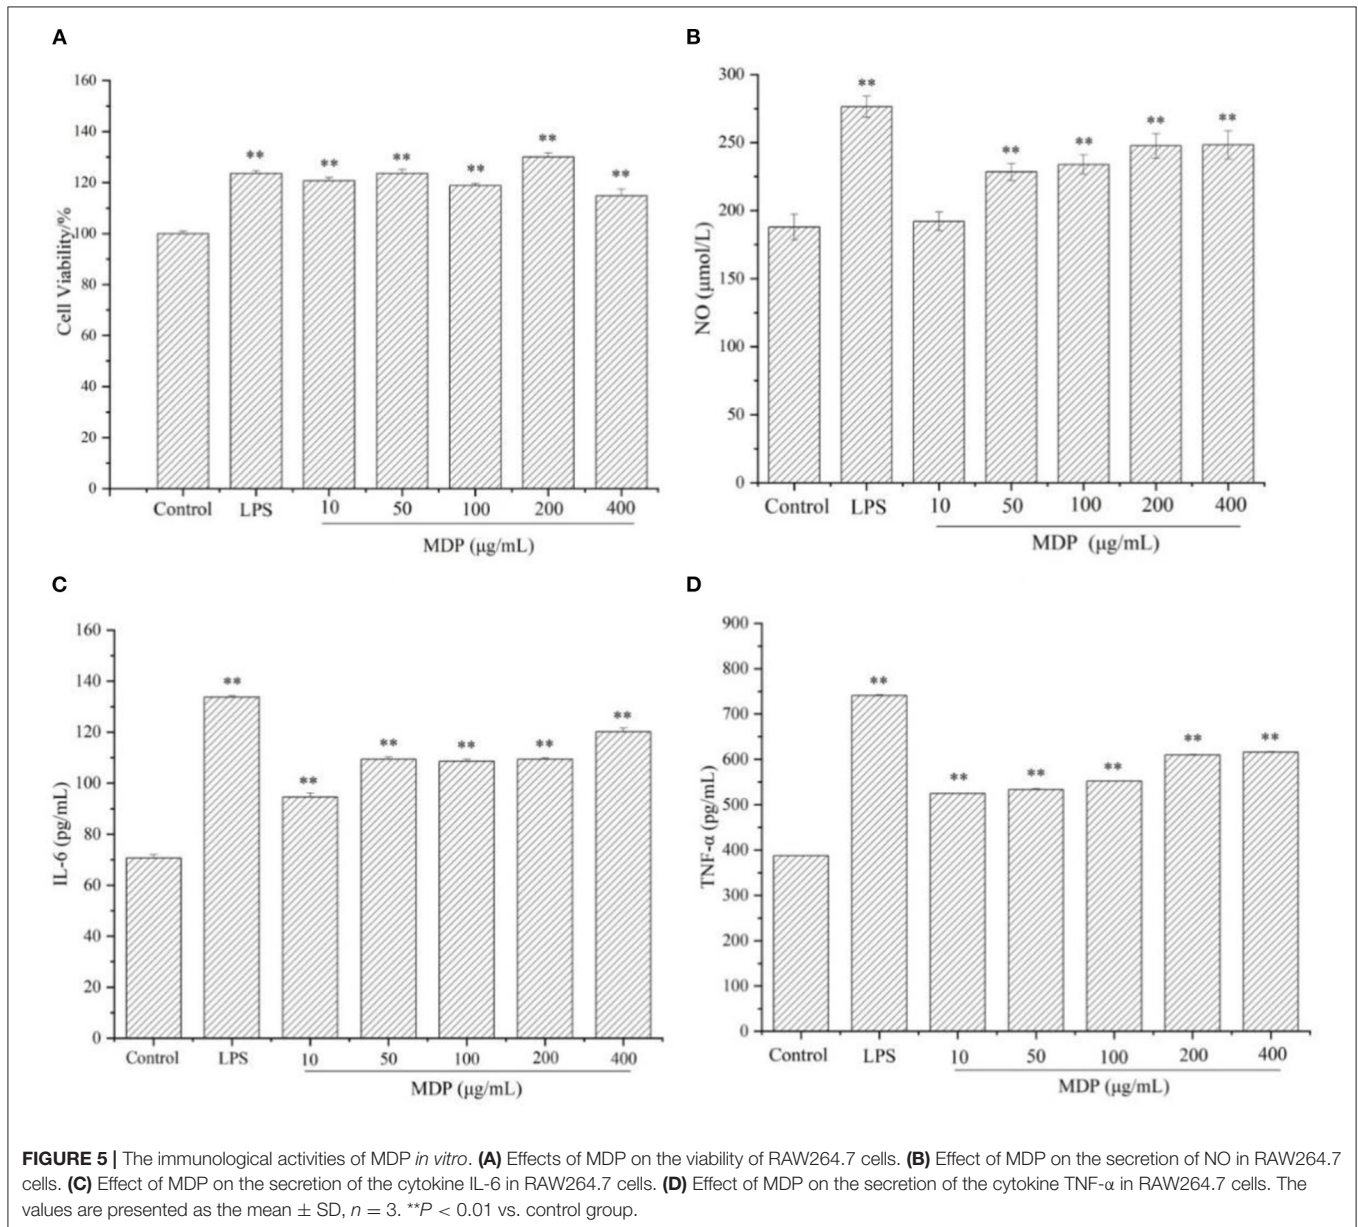 A
Cell Viability/%
160
140
120
100
80
60
40
20
0
** ** ** ** ** **
Control LPS 10 50 100 200 400
MDP (μg/mL)
B
NO (μmol/L)
300
250
200
150
100
50
0
** ** ** ** **
Control LPS 10 50 100 200 400
MDP (μg/mL)
C
IL-6 (pg/mL)
160
140
120
100
80
60
40
20
0
** ** ** ** ** **
Control LPS 10 50 100 200 400
MDP (μg/mL)
D
TNF-α (pg/mL)
900
800
700
600
500
400
300
200
100
0
** ** ** ** ** **
Control LPS 10 50 100 200 400
MDP (μg/mL)
FIGURE 5 | The immunological activities of MDP in vitro. (A) Effects of MDP on the viability of RAW264.7 cells. (B) Effect of MDP on the secretion of NO in RAW264.7
cells. (C) Effect of MDP on the secretion of the cytokine IL-6 in RAW264.7 cells. (D) Effect of MDP on the secretion of the cytokine TNF-α in RAW264.7 cells. The
values are presented as the mean ± SD, n = 3. **P < 0.01 vs. control group.